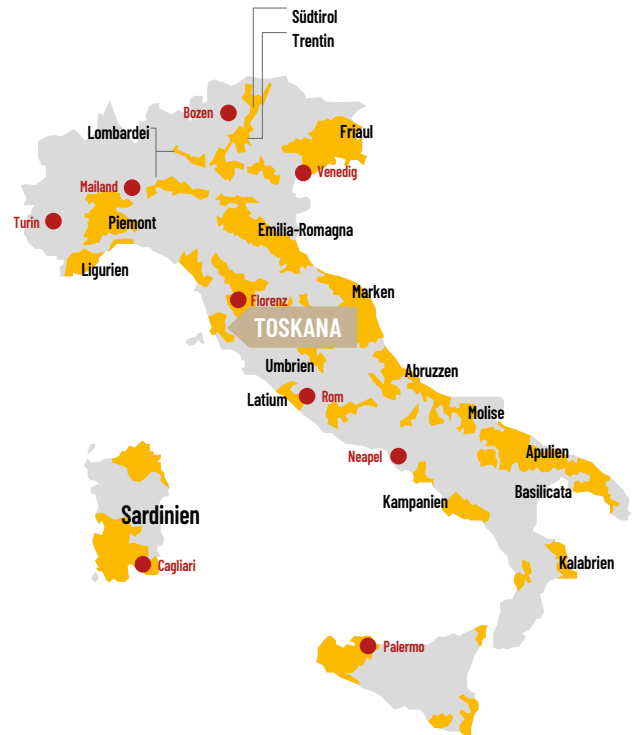 Südtirol
Trentin
Bozen
Lombardei
Friaul
Venedig
Mailand
Turin
Piemont
Emilia-Romagna
Ligurien
Marken
Florenz
TOSKANA
Umbrien
Abruzzen
Latium
Rom
Molise
Neapel
Apulien
Basilicata
Kampanien
Sardinien
Kalabrien
Cagliari
Palermo